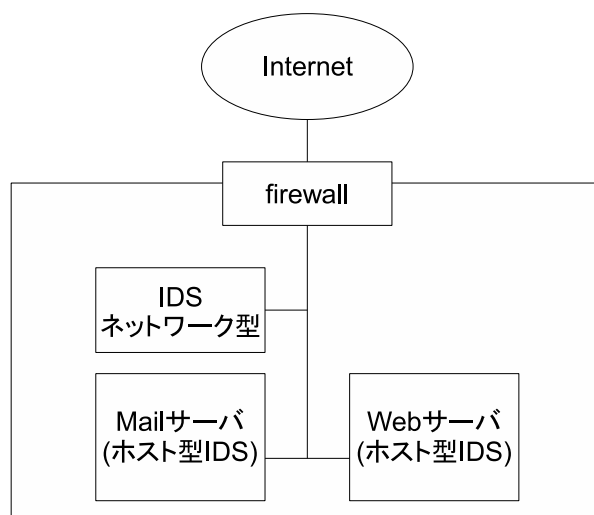 Internet
firewall
IDS
ネットワーク型
Mailサーバ
(ホスト型IDS)
Webサーバ
(ホスト型IDS)